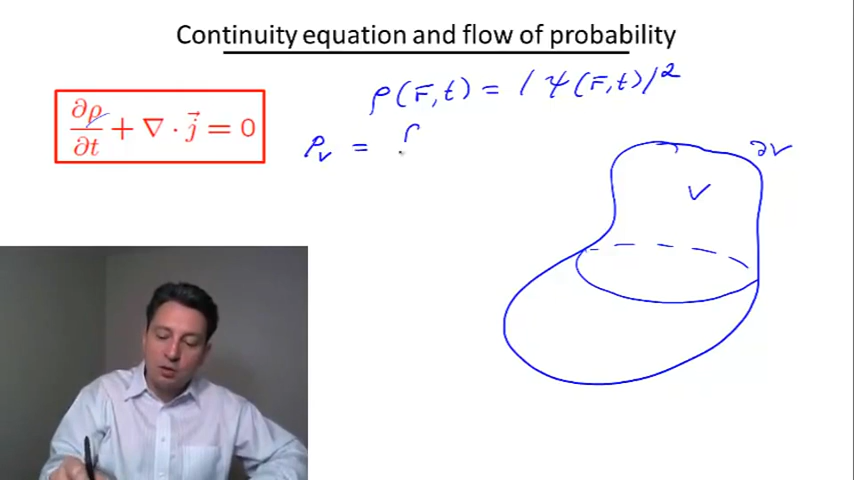 Continuity equation and flow of probability
ρ(r̄,t) = |ψ(r̄,t)|²
∂ρ/∂t + ∇ · j⃗ = 0
ρ_V = ∫
∂V
V